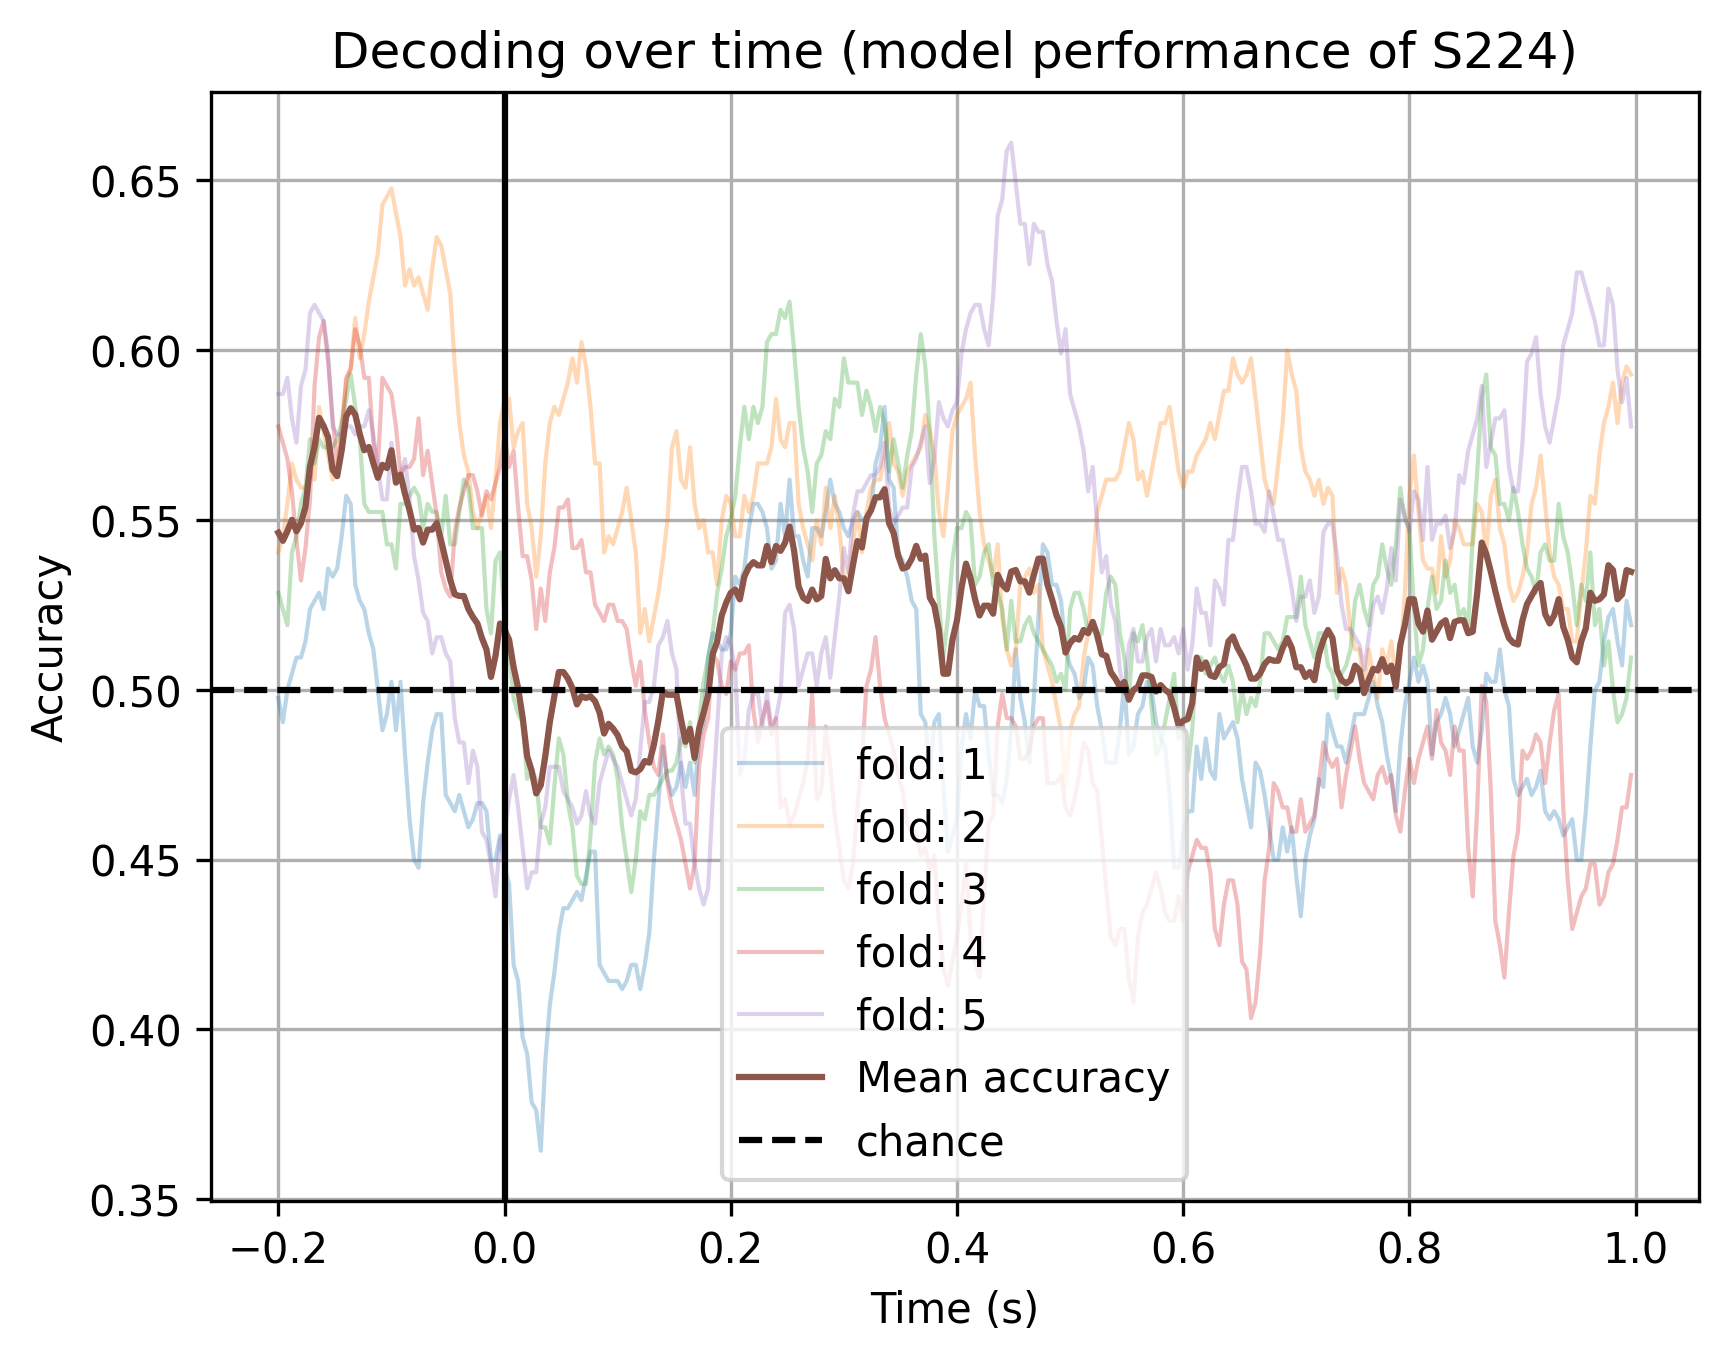 Decoding over time (model performance of S224)
Accuracy
0.65
0.60
0.55
0.50
0.45
0.40
0.35
fold: 1
fold: 2
fold: 3
fold: 4
fold: 5
Mean accuracy
chance
−0.2 0.0 0.2 0.4 0.6 0.8 1.0
Time (s)